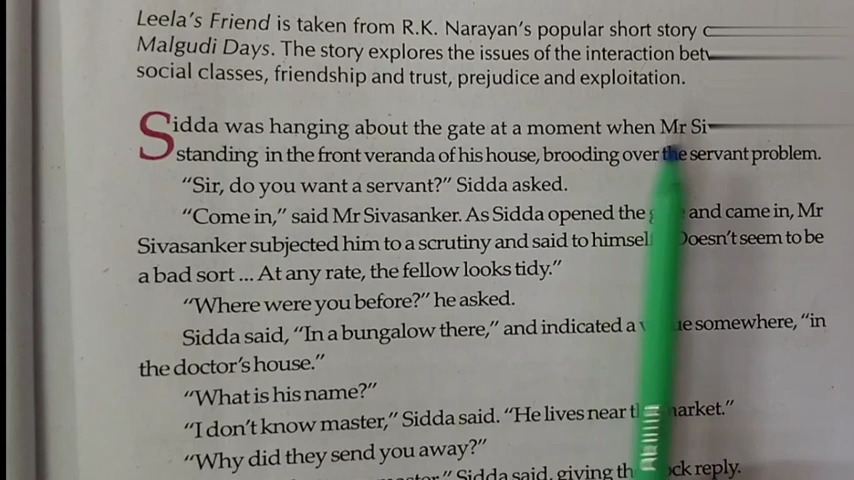 Leela's Friend is taken from R.K. Narayan's popular short story
Malgudi Days. The story explores the issues of the interaction
social classes, friendship and trust, prejudice and exploitation.
Sidda was hanging about the gate at a moment when Mr
standing in the front veranda of his house, brooding over the servant problem.
"Sir, do you want a servant?" Sidda asked.
"Come in," said Mr Sivasanker. As Sidda opened the and came in, Mr
Sivasanker subjected him to a scrutiny and said to Doesn't seem to be
a bad sort ... At any rate, the fellow looks tidy."
"Where were you before?" he asked.
Sidda said, "In a bungalow there," and indicated a somewhere, "in
the doctor's house."
"What is his name?"
"I don't know master," Sidda said. "He lives near
"Why did they send you away?"
Sidda said, giving reply.